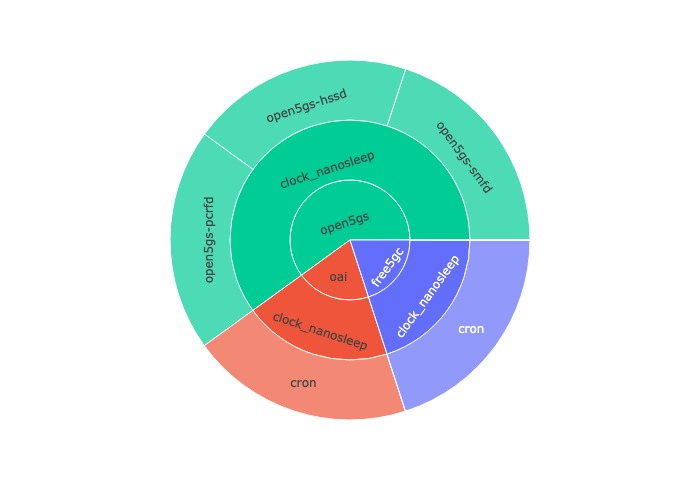 open5gs-hssd
open5gs-smfd
clock_nanosleep
open5gs-pcrfd
open5gs
oai
free5gc
clock_nanosleep
clock_nanosleep
cron
cron